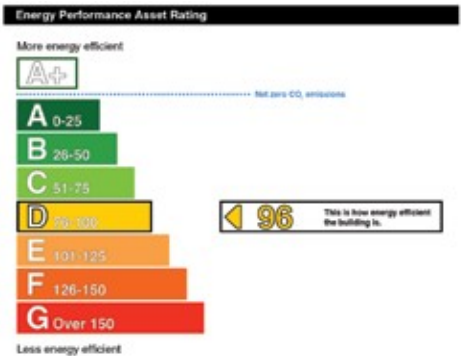 Energy Performance Asset Rating
More energy efficient
A+
Net zero CO₂ emissions
A 0-25
B 26-50
C 51-75
D 76-100
96 This is how energy efficient
the building is.
E 101-125
F 126-150
G Over 150
Less energy efficient